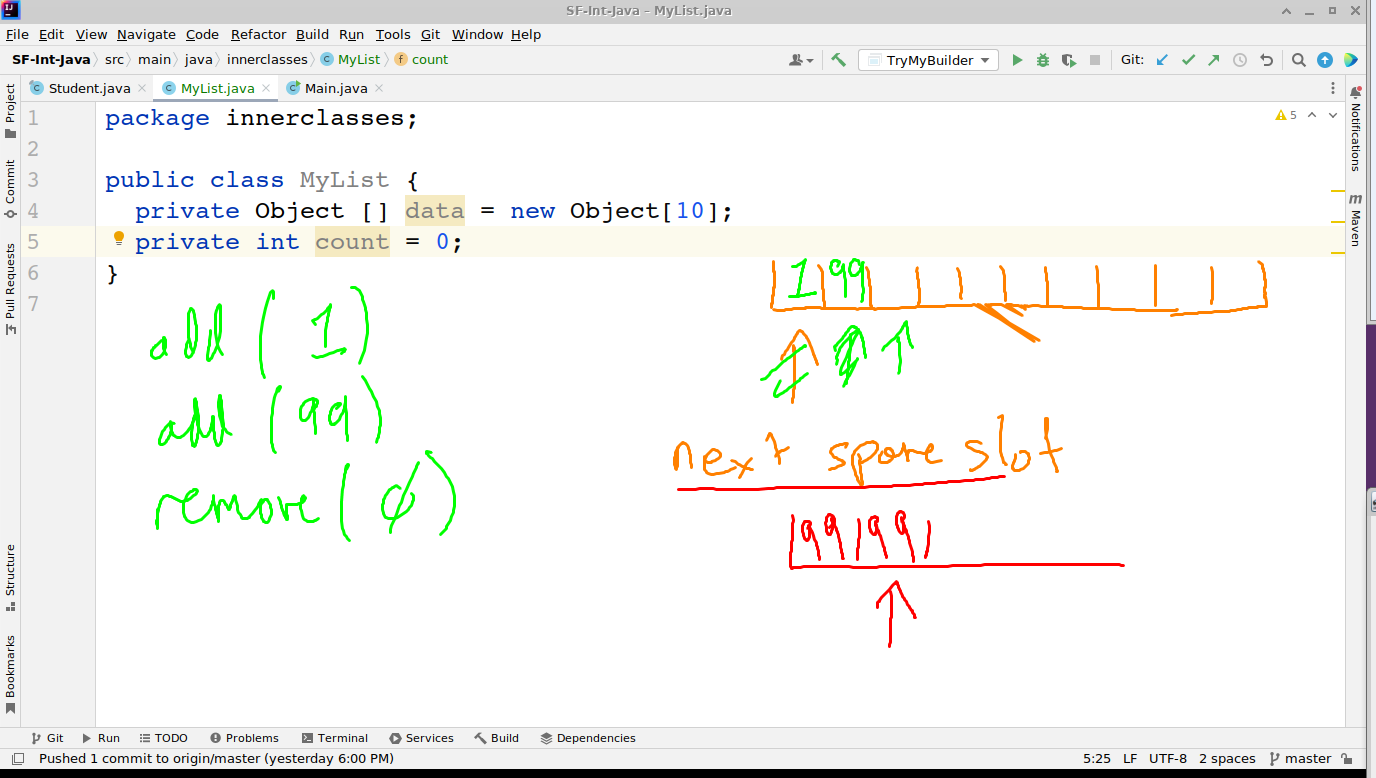 SF-Int-Java – MyList.java
File Edit View Navigate Code Refactor Build Run Tools Git Window Help
SF-Int-Java src main java innerclasses MyList count
TryMyBuilder
Git:
Student.java MyList.java Main.java
Project
Commit
Pull Requests
Structure
Bookmarks
1 package innerclasses;
2
3 public class MyList {
4 private Object [] data = new Object[10];
5 private int count = 0;
6 }
7
5
Notifications
Maven
1 99
add ( 1 )
add (99)
remove ( 0 )
next spare slot
99 99
Git Run TODO Problems Terminal Services Build Dependencies
Pushed 1 commit to origin/master (yesterday 6:00 PM)
5:25 LF UTF-8 2 spaces master